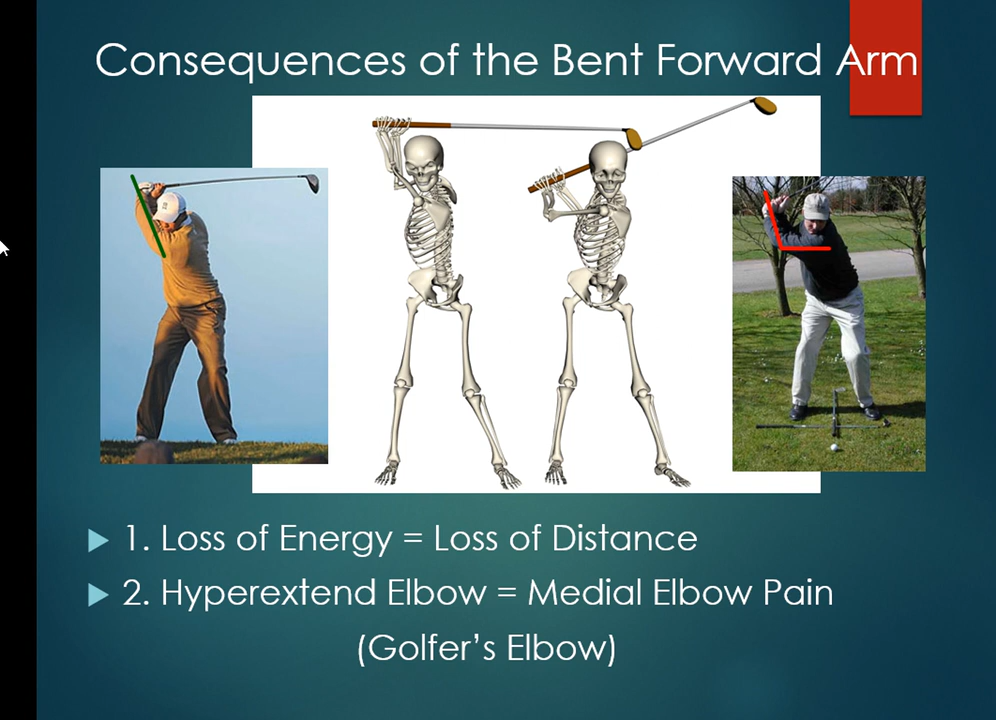 Consequences of the Bent Forward Arm
1. Loss of Energy = Loss of Distance
2. Hyperextend Elbow = Medial Elbow Pain
(Golfer’s Elbow)